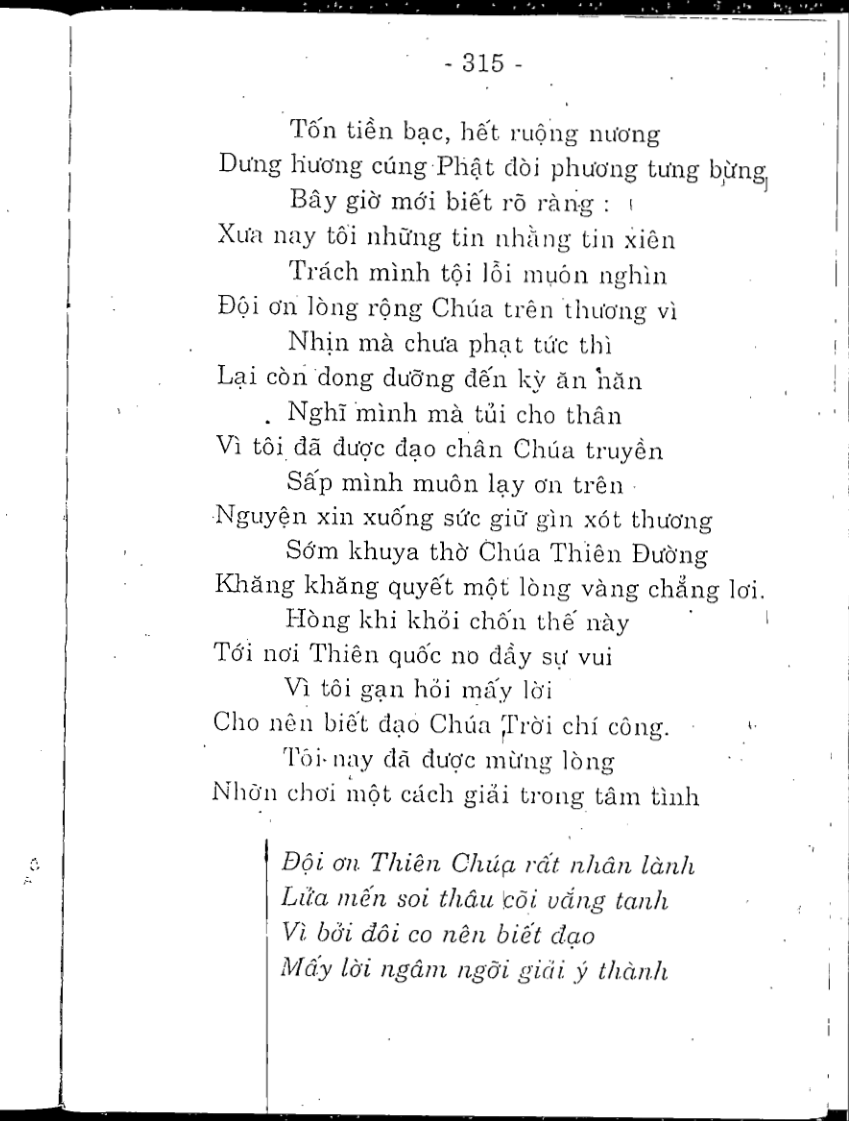 - 315 -
Tốn tiền bạc, hết ruộng nương
Dưng hương cúng Phật đòi phương tưng bừng
Bây giờ mới biết rõ ràng :
Xưa nay tôi những tin nhằng tin xiên
Trách mình tội lỗi muôn nghìn
Đội ơn lòng rộng Chúa trên thương vì
Nhịn mà chưa phạt tức thì
Lại còn dong dưỡng đến kỳ ăn năn
Nghĩ mình mà tủi cho thân
Vì tôi đã được đạo chân Chúa truyền
Sấp mình muôn lạy ơn trên
Nguyện xin xuống sức giữ gìn xót thương
Sớm khuya thờ Chúa Thiên Đường
Khăng khăng quyết một lòng vàng chẳng lơi.
Hòng khi khỏi chốn thế này
Tới nơi Thiên quốc no đầy sự vui
Vì tôi gạn hỏi mấy lời
Cho nên biết đạo Chúa Trời chí công.
Tôi nay đã được mừng lòng
Nhờn chơi một cách giải trong tâm tình
Đội ơn Thiên Chúa rất nhân lành
Lửa mến soi thâu cõi vắng tanh
Vì bởi đôi co nên biết đạo
Mấy lời ngâm ngõi giải ý thành